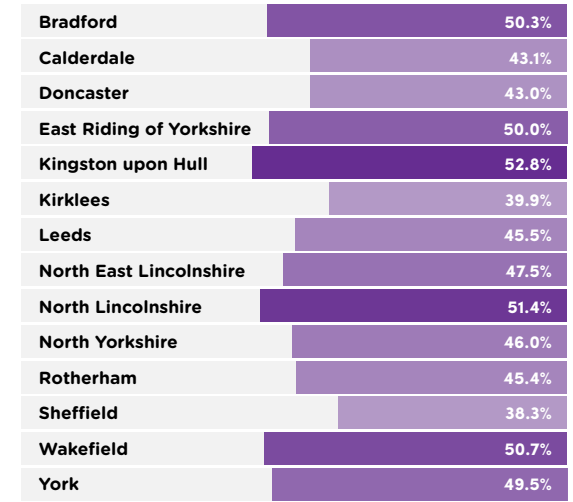 Bradford 50.3%
Calderdale 43.1%
Doncaster 43.0%
East Riding of Yorkshire 50.0%
Kingston upon Hull 52.8%
Kirklees 39.9%
Leeds 45.5%
North East Lincolnshire 47.5%
North Lincolnshire 51.4%
North Yorkshire 46.0%
Rotherham 45.4%
Sheffield 38.3%
Wakefield 50.7%
York 49.5%